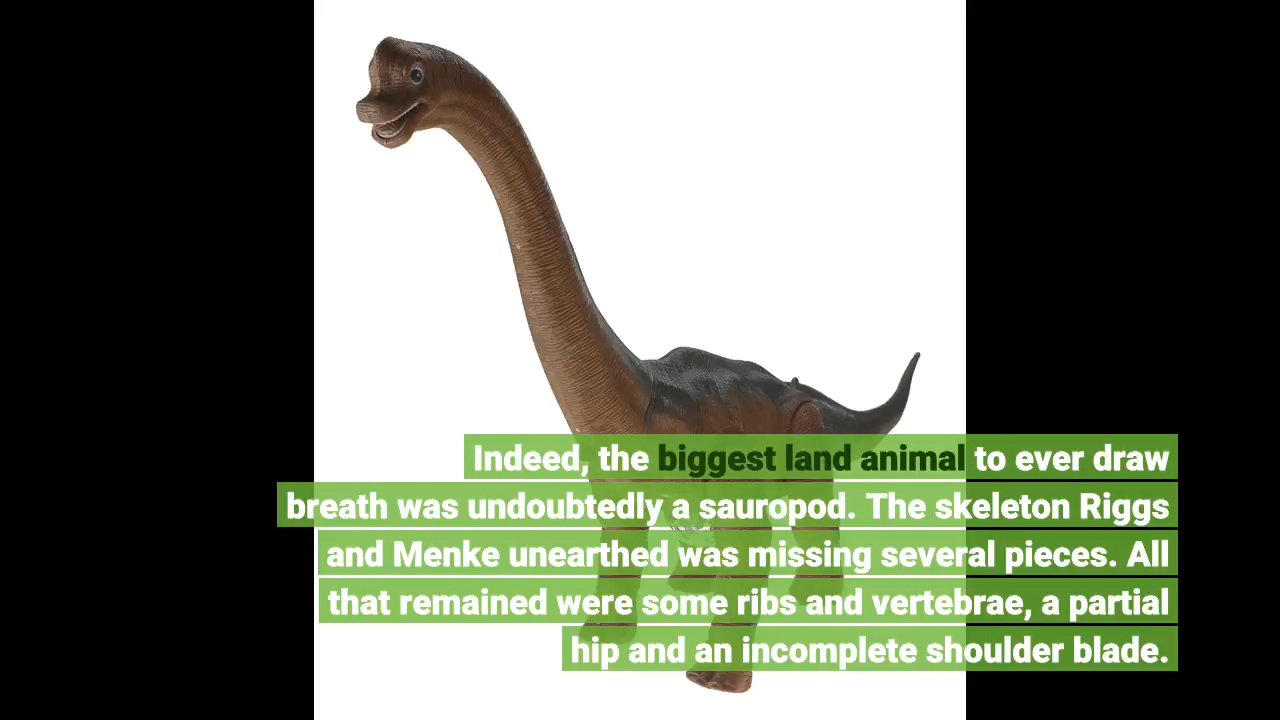 Indeed, the biggest land animal to ever draw
breath was undoubtedly a sauropod. The skeleton Riggs
and Menke unearthed was missing several pieces. All
that remained were some ribs and vertebrae, a partial
hip and an incomplete shoulder blade.